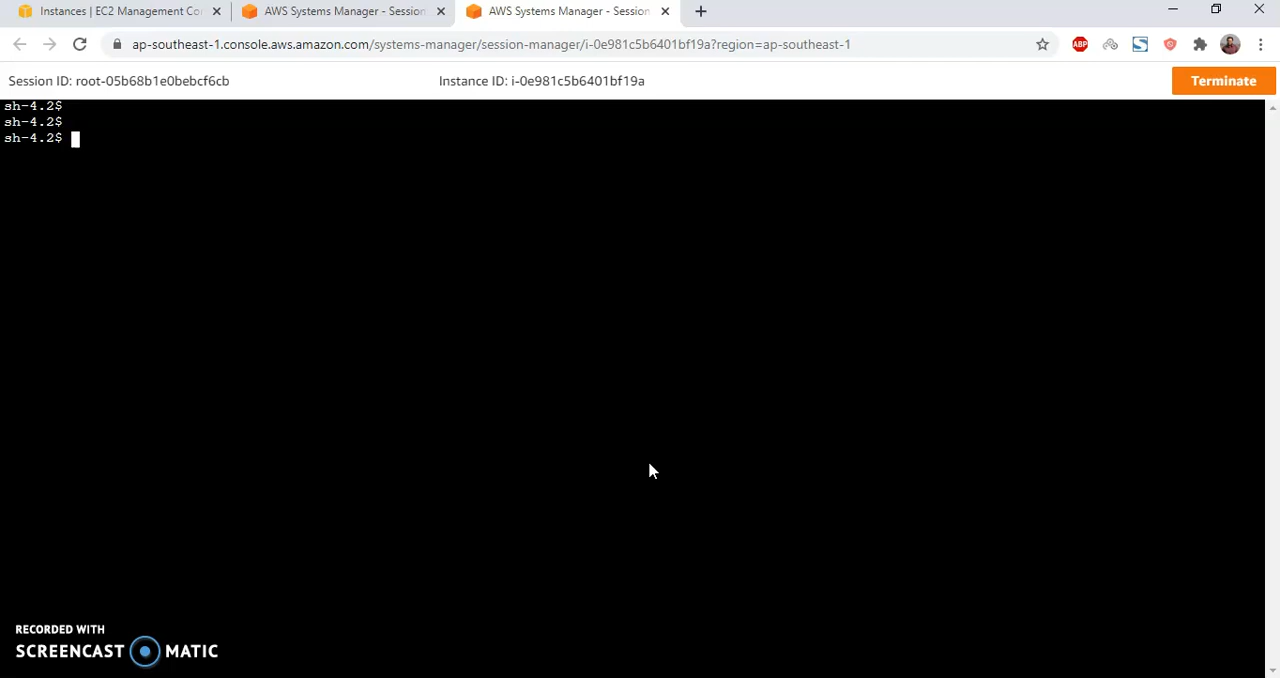 Instances | EC2 Management Co
AWS Systems Manager - Session
AWS Systems Manager - Session
ap-southeast-1.console.aws.amazon.com/systems-manager/session-manager/i-0e981c5b6401bf19a?region=ap-southeast-1
ABP
Session ID: root-05b68b1e0bebcf6cb
Instance ID: i-0e981c5b6401bf19a
Terminate
sh-4.2$
sh-4.2$
sh-4.2$
RECORDED WITH
SCREENCAST MATIC